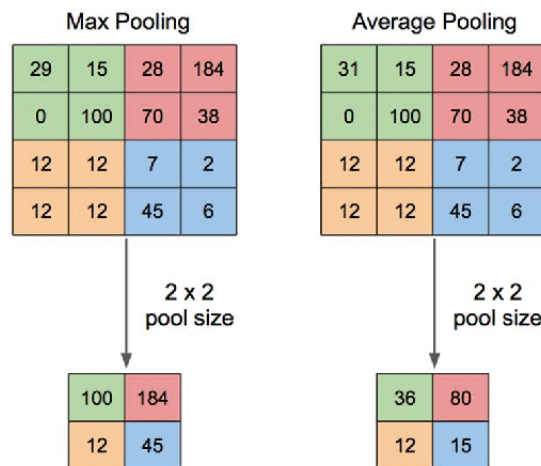 Max Pooling
29 15 28 184
0 100 70 38
12 12 7 2
12 12 45 6
2 x 2
pool size
100 184
12 45
Average Pooling
31 15 28 184
0 100 70 38
12 12 7 2
12 12 45 6
2 x 2
pool size
36 80
12 15